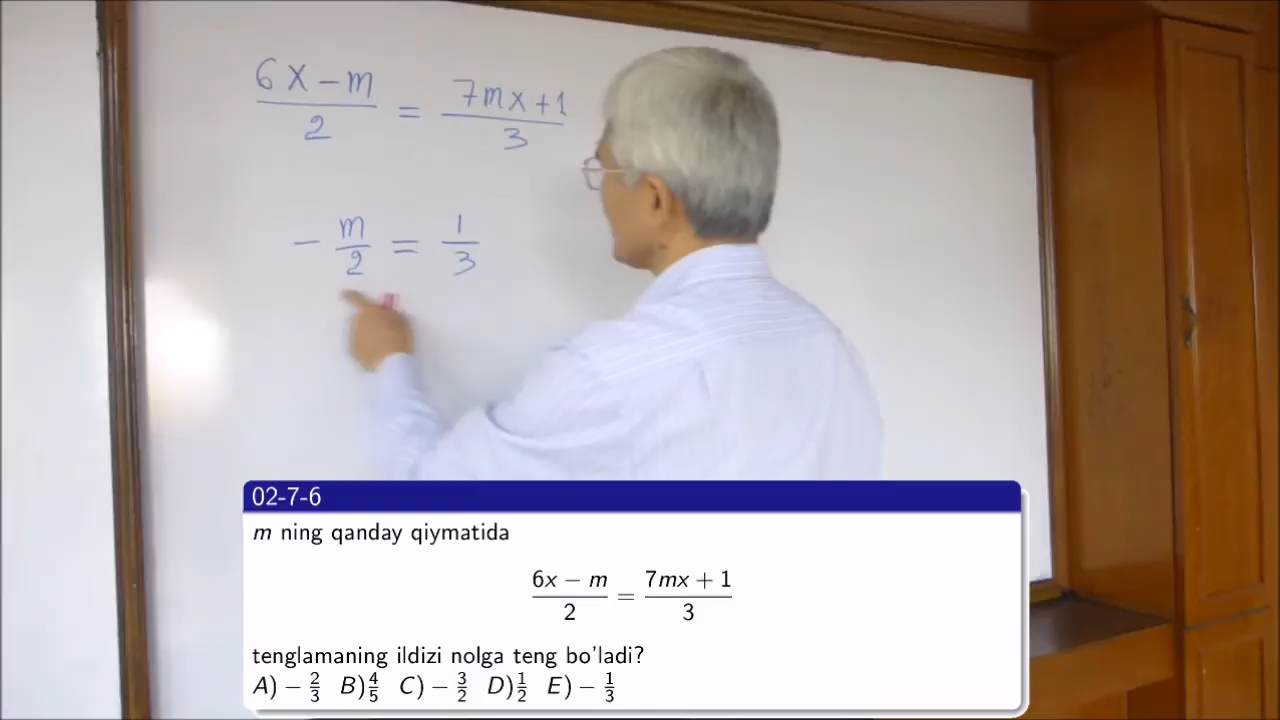 (6x - m)/2 = (7mx + 1)/3
- m/2 = 1/3
02-7-6
m ning qanday qiymatida
(6x − m)/2 = (7mx + 1)/3
tenglamaning ildizi nolga teng bo'ladi?
A) − 2/3 B) 4/5 C) − 3/2 D) 1/2 E) − 1/3